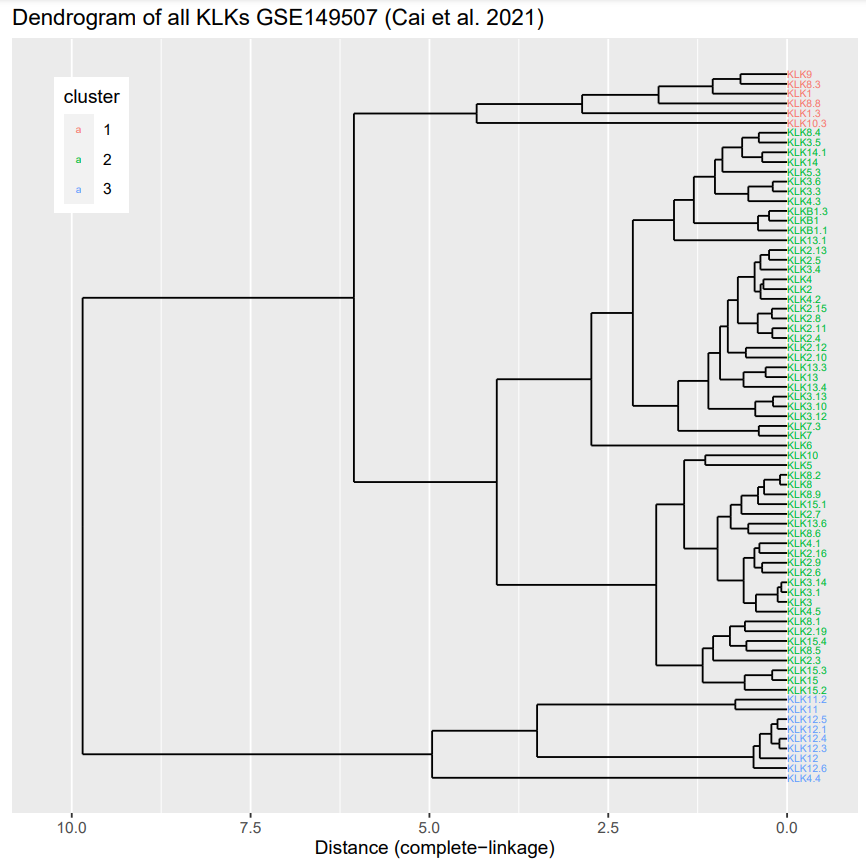 Dendrogram of all KLKs GSE149507 (Cai et al. 2021)
cluster
a 1
a 2
a 3
KLK9
KLK8.3
KLK1
KLK8.8
KLK1.3
KLK10.3
KLK8.4
KLK3.5
KLK14.1
KLK14
KLK5.3
KLK3.6
KLK3.3
KLK4.3
KLKB1.3
KLKB1
KLKB1.1
KLK13.1
KLK2.13
KLK2.5
KLK3.4
KLK4
KLK2
KLK4.2
KLK2.15
KLK2.8
KLK2.11
KLK2.4
KLK2.12
KLK2.10
KLK13.3
KLK13
KLK13.4
KLK3.13
KLK3.10
KLK3.12
KLK7.3
KLK7
KLK6
KLK10
KLK5
KLK8.2
KLK8
KLK8.9
KLK15.1
KLK2.7
KLK13.6
KLK8.6
KLK4.1
KLK2.16
KLK2.9
KLK2.6
KLK3.14
KLK3.1
KLK3
KLK4.5
KLK8.1
KLK2.19
KLK15.4
KLK8.5
KLK2.3
KLK15.3
KLK15
KLK15.2
KLK11.2
KLK11
KLK12.5
KLK12.1
KLK12.4
KLK12.3
KLK12
KLK12.6
KLK4.4
10.0 7.5 5.0 2.5 0.0
Distance (complete−linkage)